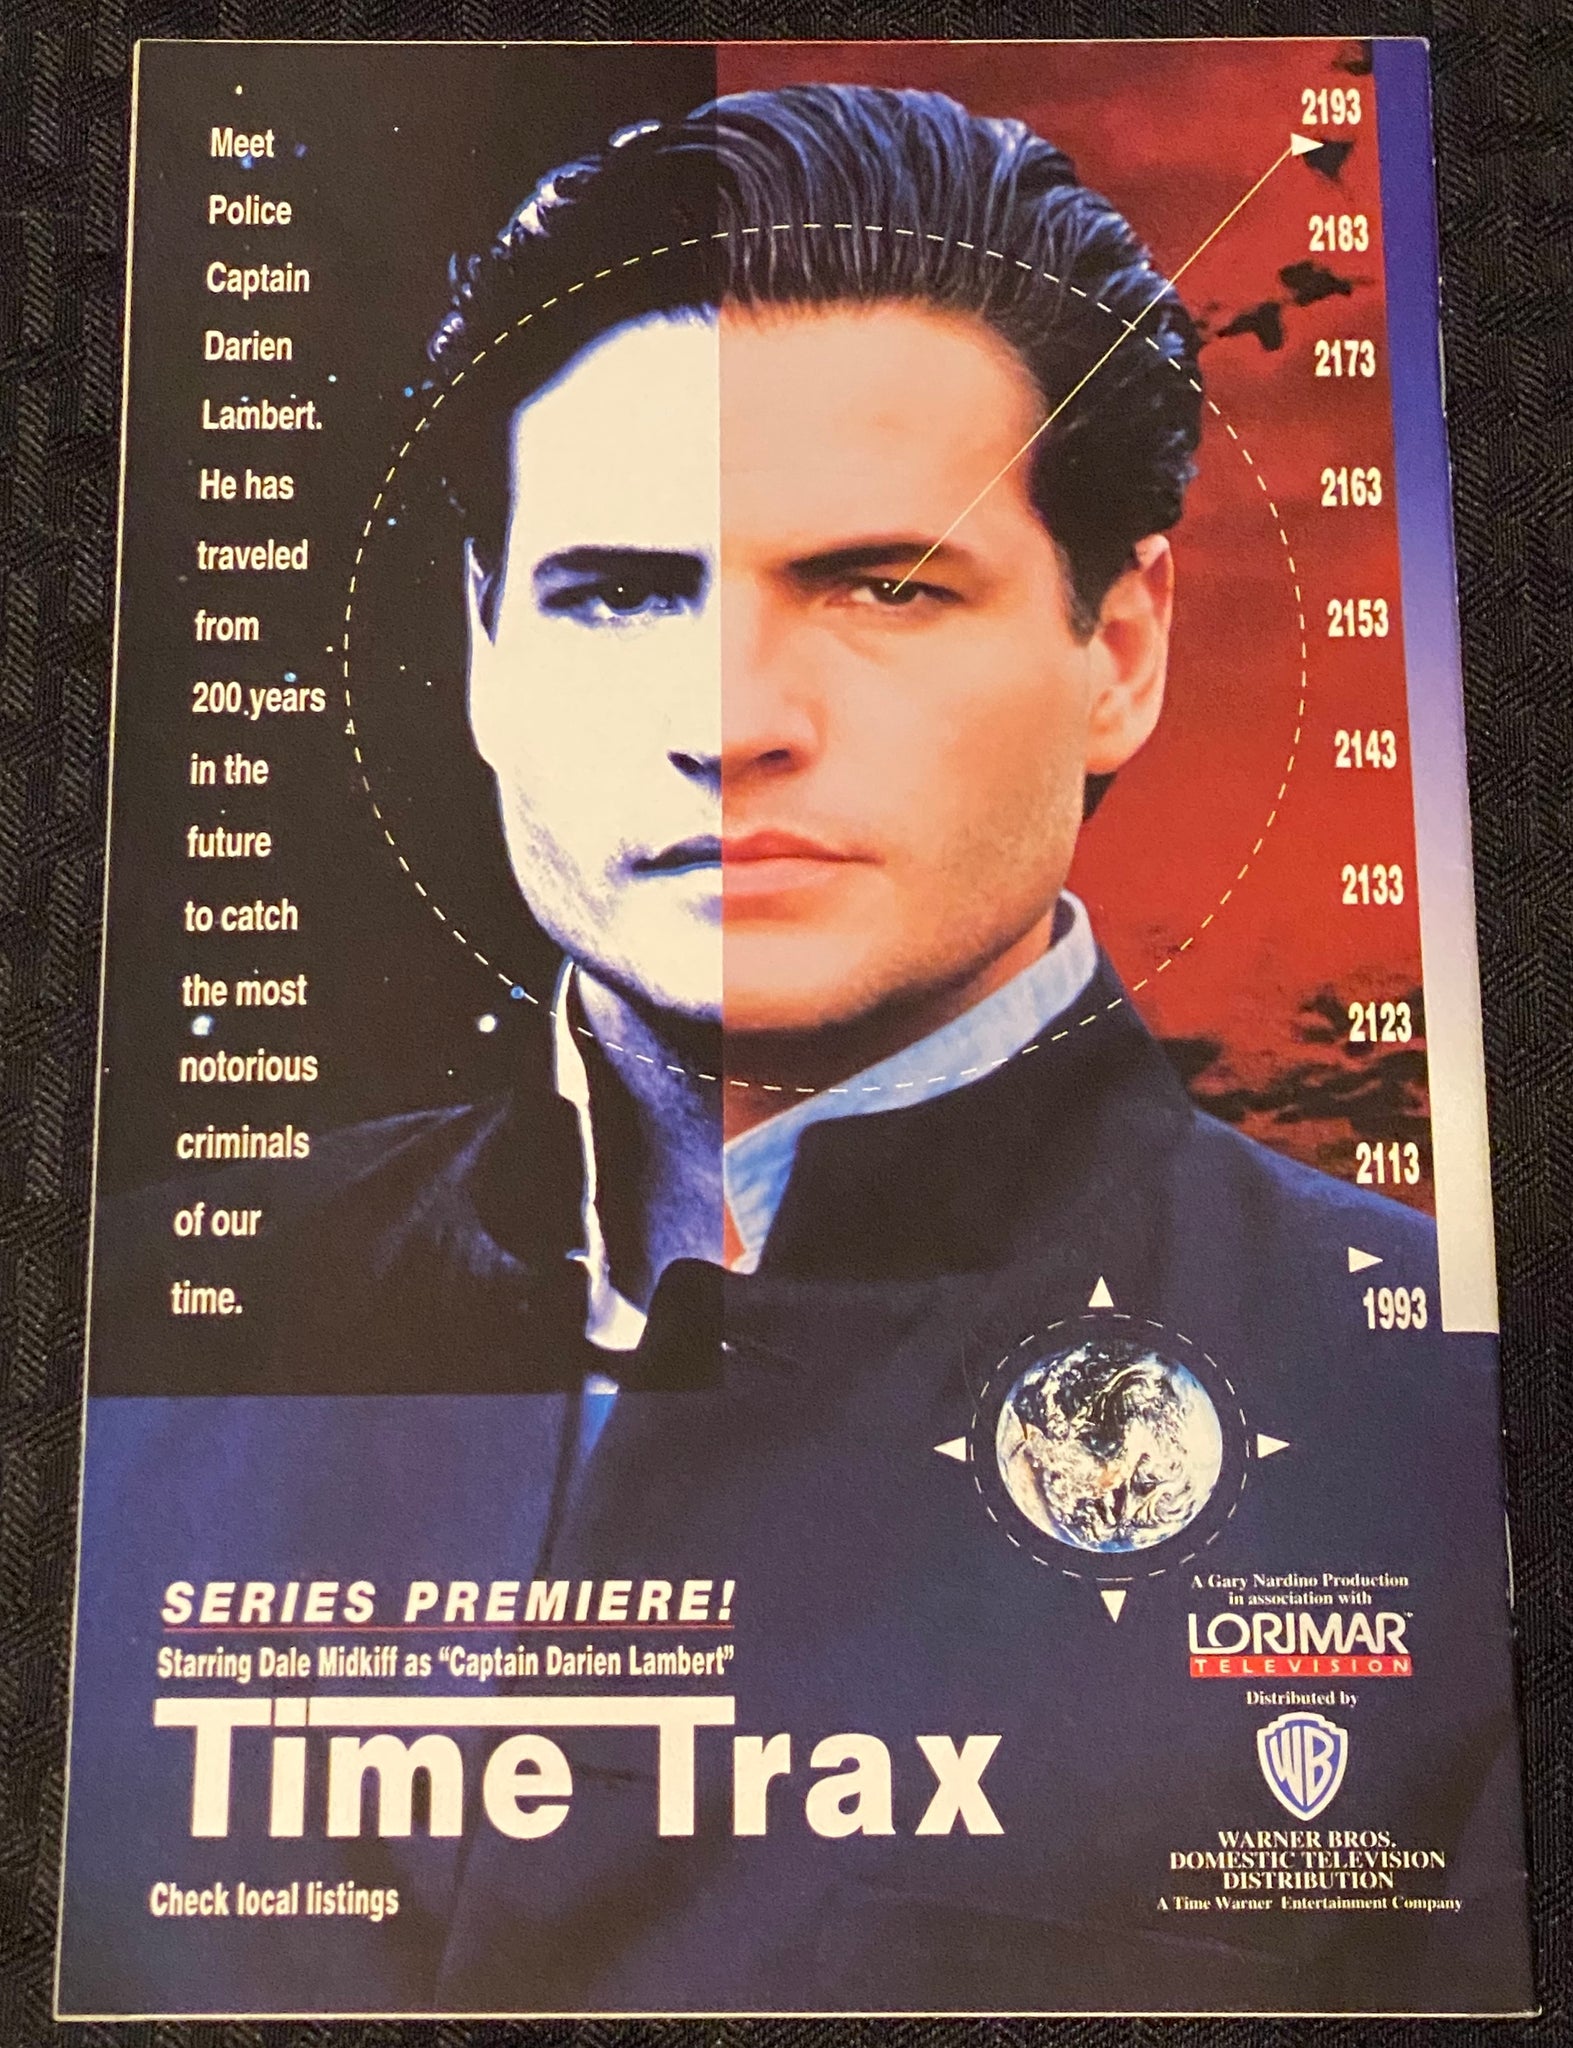 Meet
Police
Captain
Darien
Lambert.
He has
traveled
from
200 years
in the
future
to catch
the most
notorious
criminals
of our
time.
2193
2183
2173
2163
2153
2143
2133
2123
2113
1993
SERIES PREMIERE!
Starring Dale Midkiff as “Captain Darien Lambert”
Time Trax
Check local listings
A Gary Nardino Production
in association with
LORIMAR™
TELEVISION
Distributed by
WB
WARNER BROS.
DOMESTIC TELEVISION
DISTRIBUTION
A Time Warner Entertainment Company